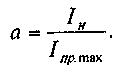 a = I_н / I_пр.max.